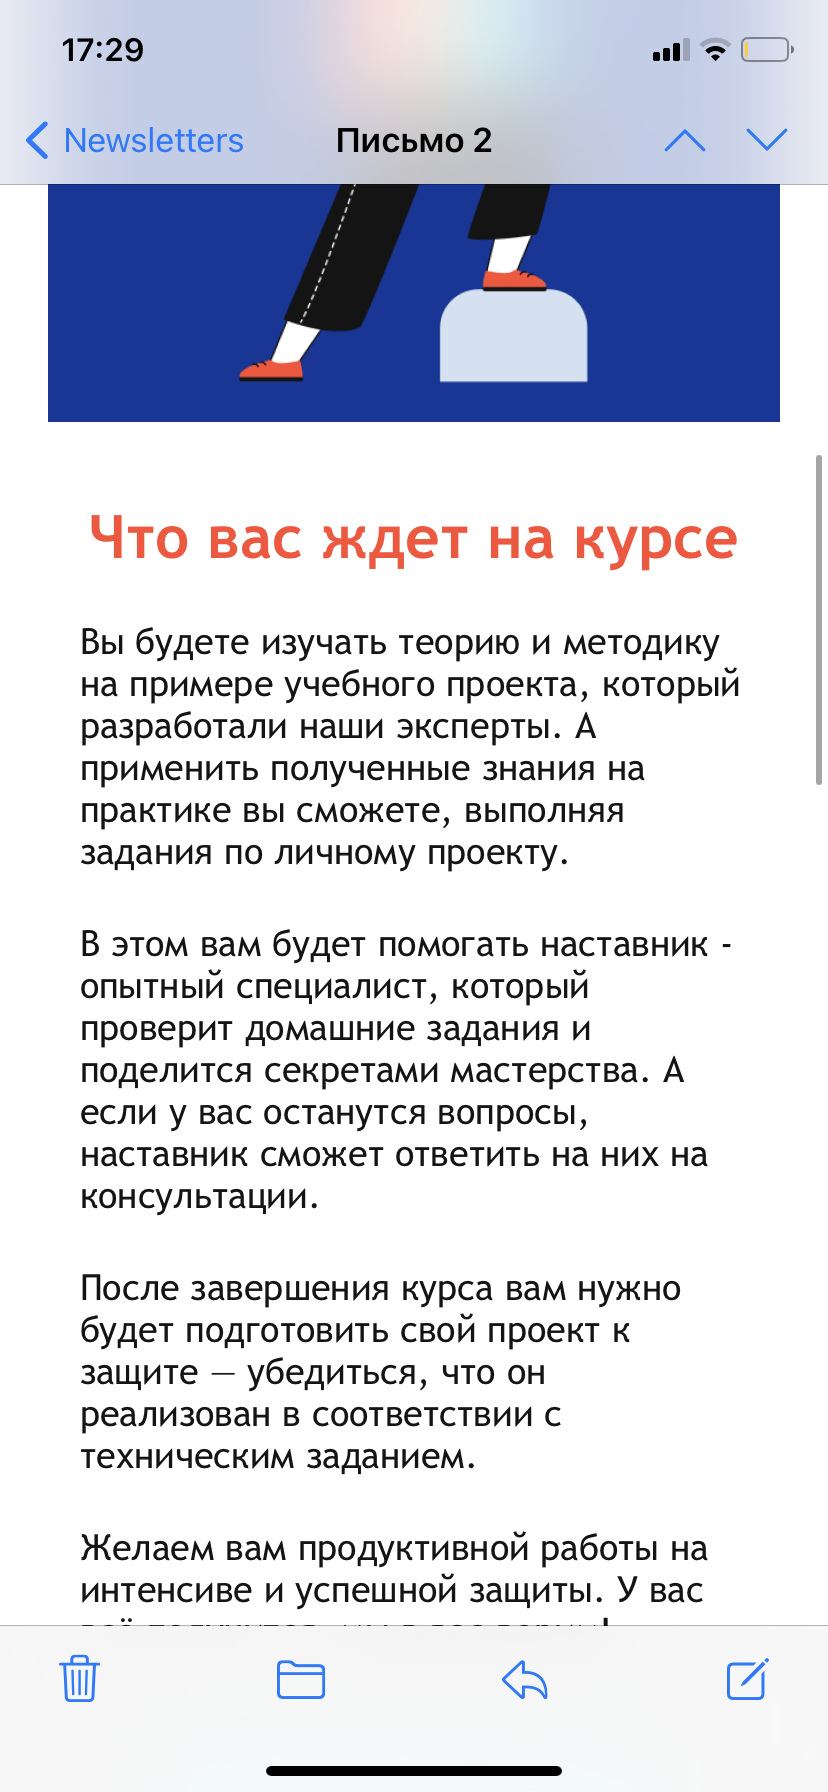 17:29
Newsletters
Письмо 2
Что вас ждет на курсе
Вы будете изучать теорию и методику
на примере учебного проекта, который
разработали наши эксперты. А
применить полученные знания на
практике вы сможете, выполняя
задания по личному проекту.
В этом вам будет помогать наставник -
опытный специалист, который
проверит домашние задания и
поделится секретами мастерства. А
если у вас останутся вопросы,
наставник сможет ответить на них на
консультации.
После завершения курса вам нужно
будет подготовить свой проект к
защите — убедиться, что он
реализован в соответствии с
техническим заданием.
Желаем вам продуктивной работы на
интенсиве и успешной защиты. У вас